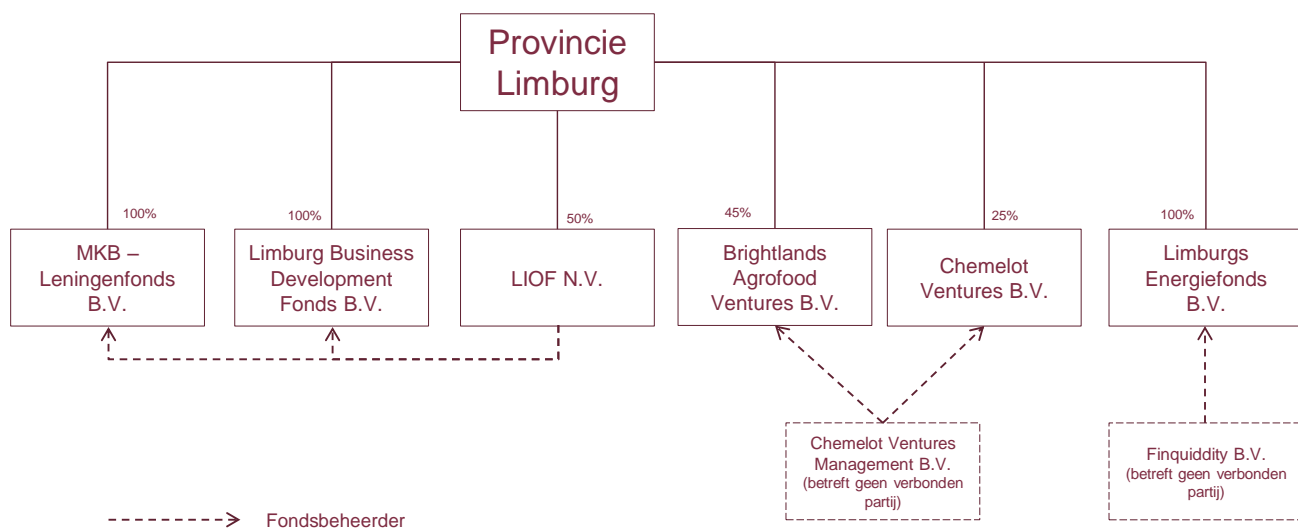 Provincie
Limburg
100%
100%
50%
45%
25%
100%
MKB –
Leningenfonds
B.V.
Limburg Business
Development
Fonds B.V.
LIOF N.V.
Brightlands
Agrofood
Ventures B.V.
Chemelot
Ventures B.V.
Limburgs
Energiefonds
B.V.
Chemelot Ventures
Management B.V.
(betreft geen verbonden
partij)
Finquiddity B.V.
(betreft geen verbonden
partij)
Fondsbeheerder